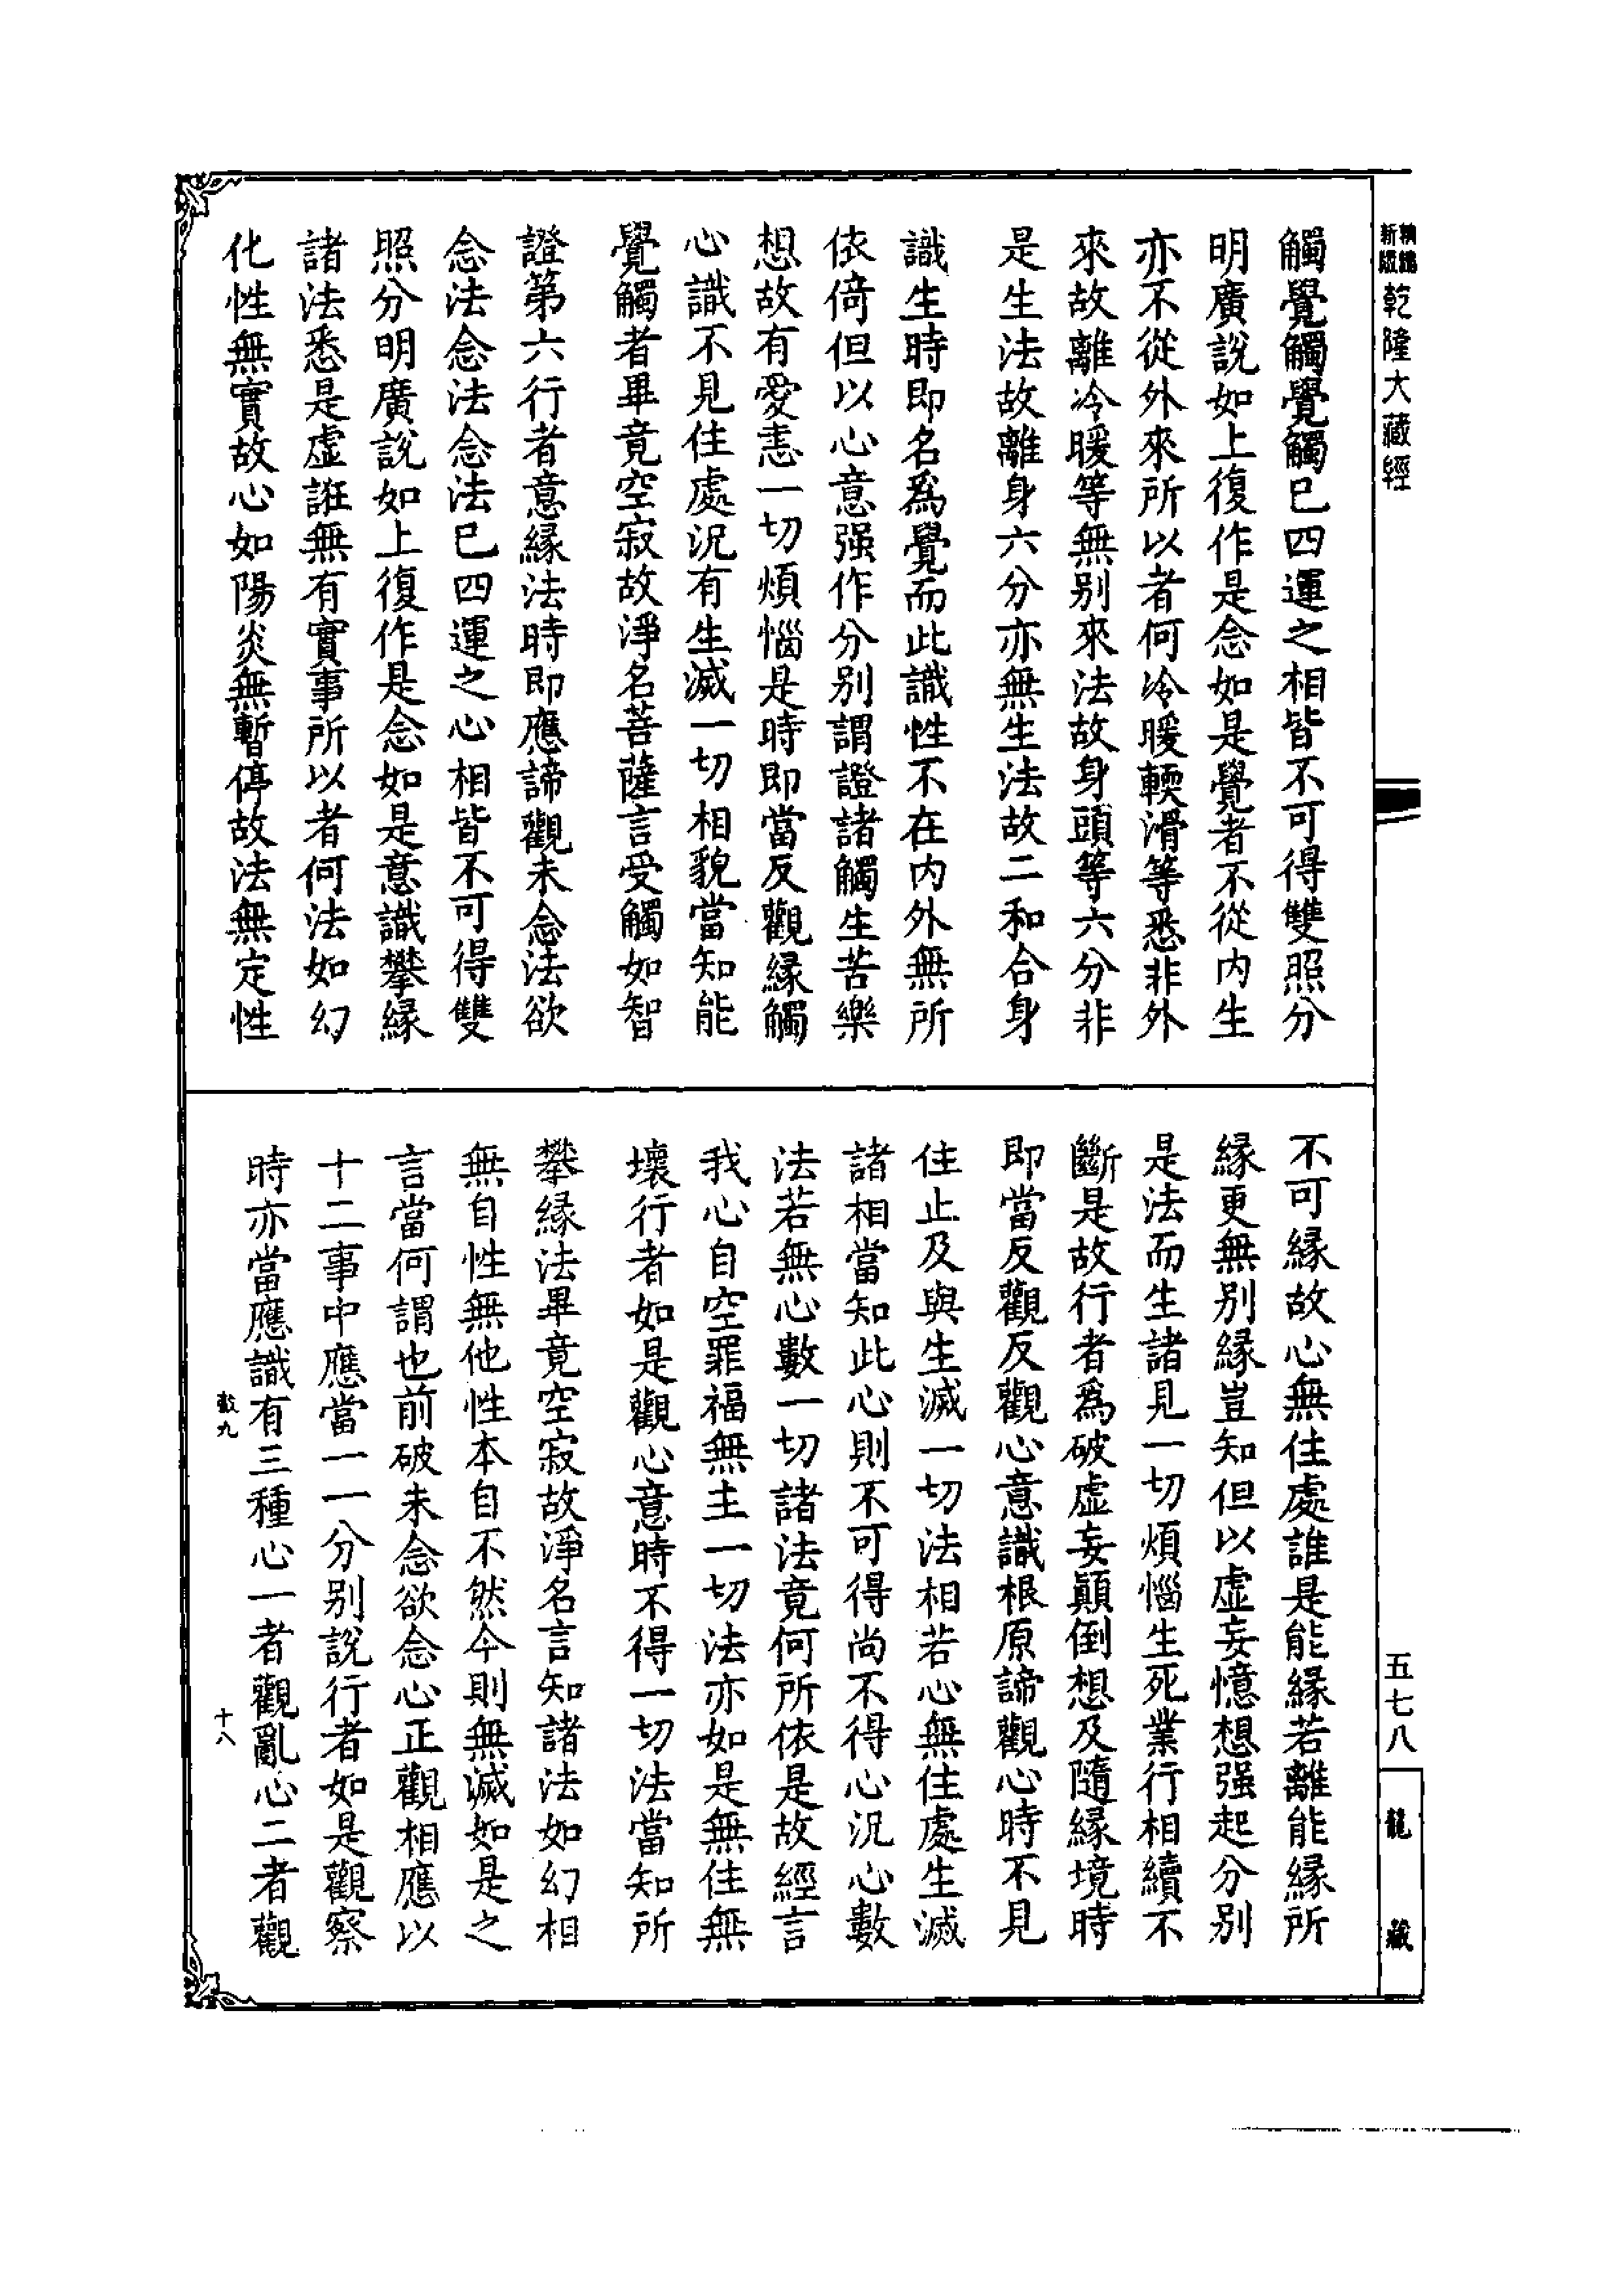 新版精縮乾隆大藏經
觸覺觸覺觸已四運之相皆不可得雙照分
明廣說如上復作是念如是覺者不從内生
亦不從外來所以者何冷暖輭滑等悉非外
來故離冷暖等無别來法故身頭等六分非
是生法故離身六分亦無生法故二和合身
識生時即名爲覺而此識性不在内外無所
依倚但以心意强作分别謂證諸觸生苦樂
想故有愛恚一切煩惱是時即當反觀緣觸
心識不見住處況有生滅一切相貌當知能
覺觸者畢竟空寂故淨名菩薩言受觸如智
證第六行者意緣法時即應諦觀未念法欲
念法念法念法已四運之心相皆不可得雙
照分明廣說如上復作是念如是意識攀緣
諸法悉是虛誑無有實事所以者何法如幻
化性無實故心如陽炎無暫停故法無定性
不可緣故心無住處誰是能緣若離能緣所
緣更無别緣豈知但以虛妄憶想强起分别
是法而生諸見一切煩惱生死業行相續不
斷是故行者爲破虛妄顛倒想及隨緣境時
即當反觀反觀心意識根原諦觀心時不見
住止及與生滅一切法相若心無住處生滅
諸相當知此心則不可得尚不得心況心數
法若無心數一切諸法竟何所依是故經言
我心自空罪福無主一切法亦如是無住無
壞行者如是觀心意時不得一切法當知所
攀緣法畢竟空寂故淨名言知諸法如幻相
無自性無他性本自不然今則無滅如是之
言當何謂也前破未念欲念心正觀相應以
十二事中應當一一分别說行者如是觀察
時亦當應識有三種心一者觀亂心二者觀
數九
十八
五七八
龍藏